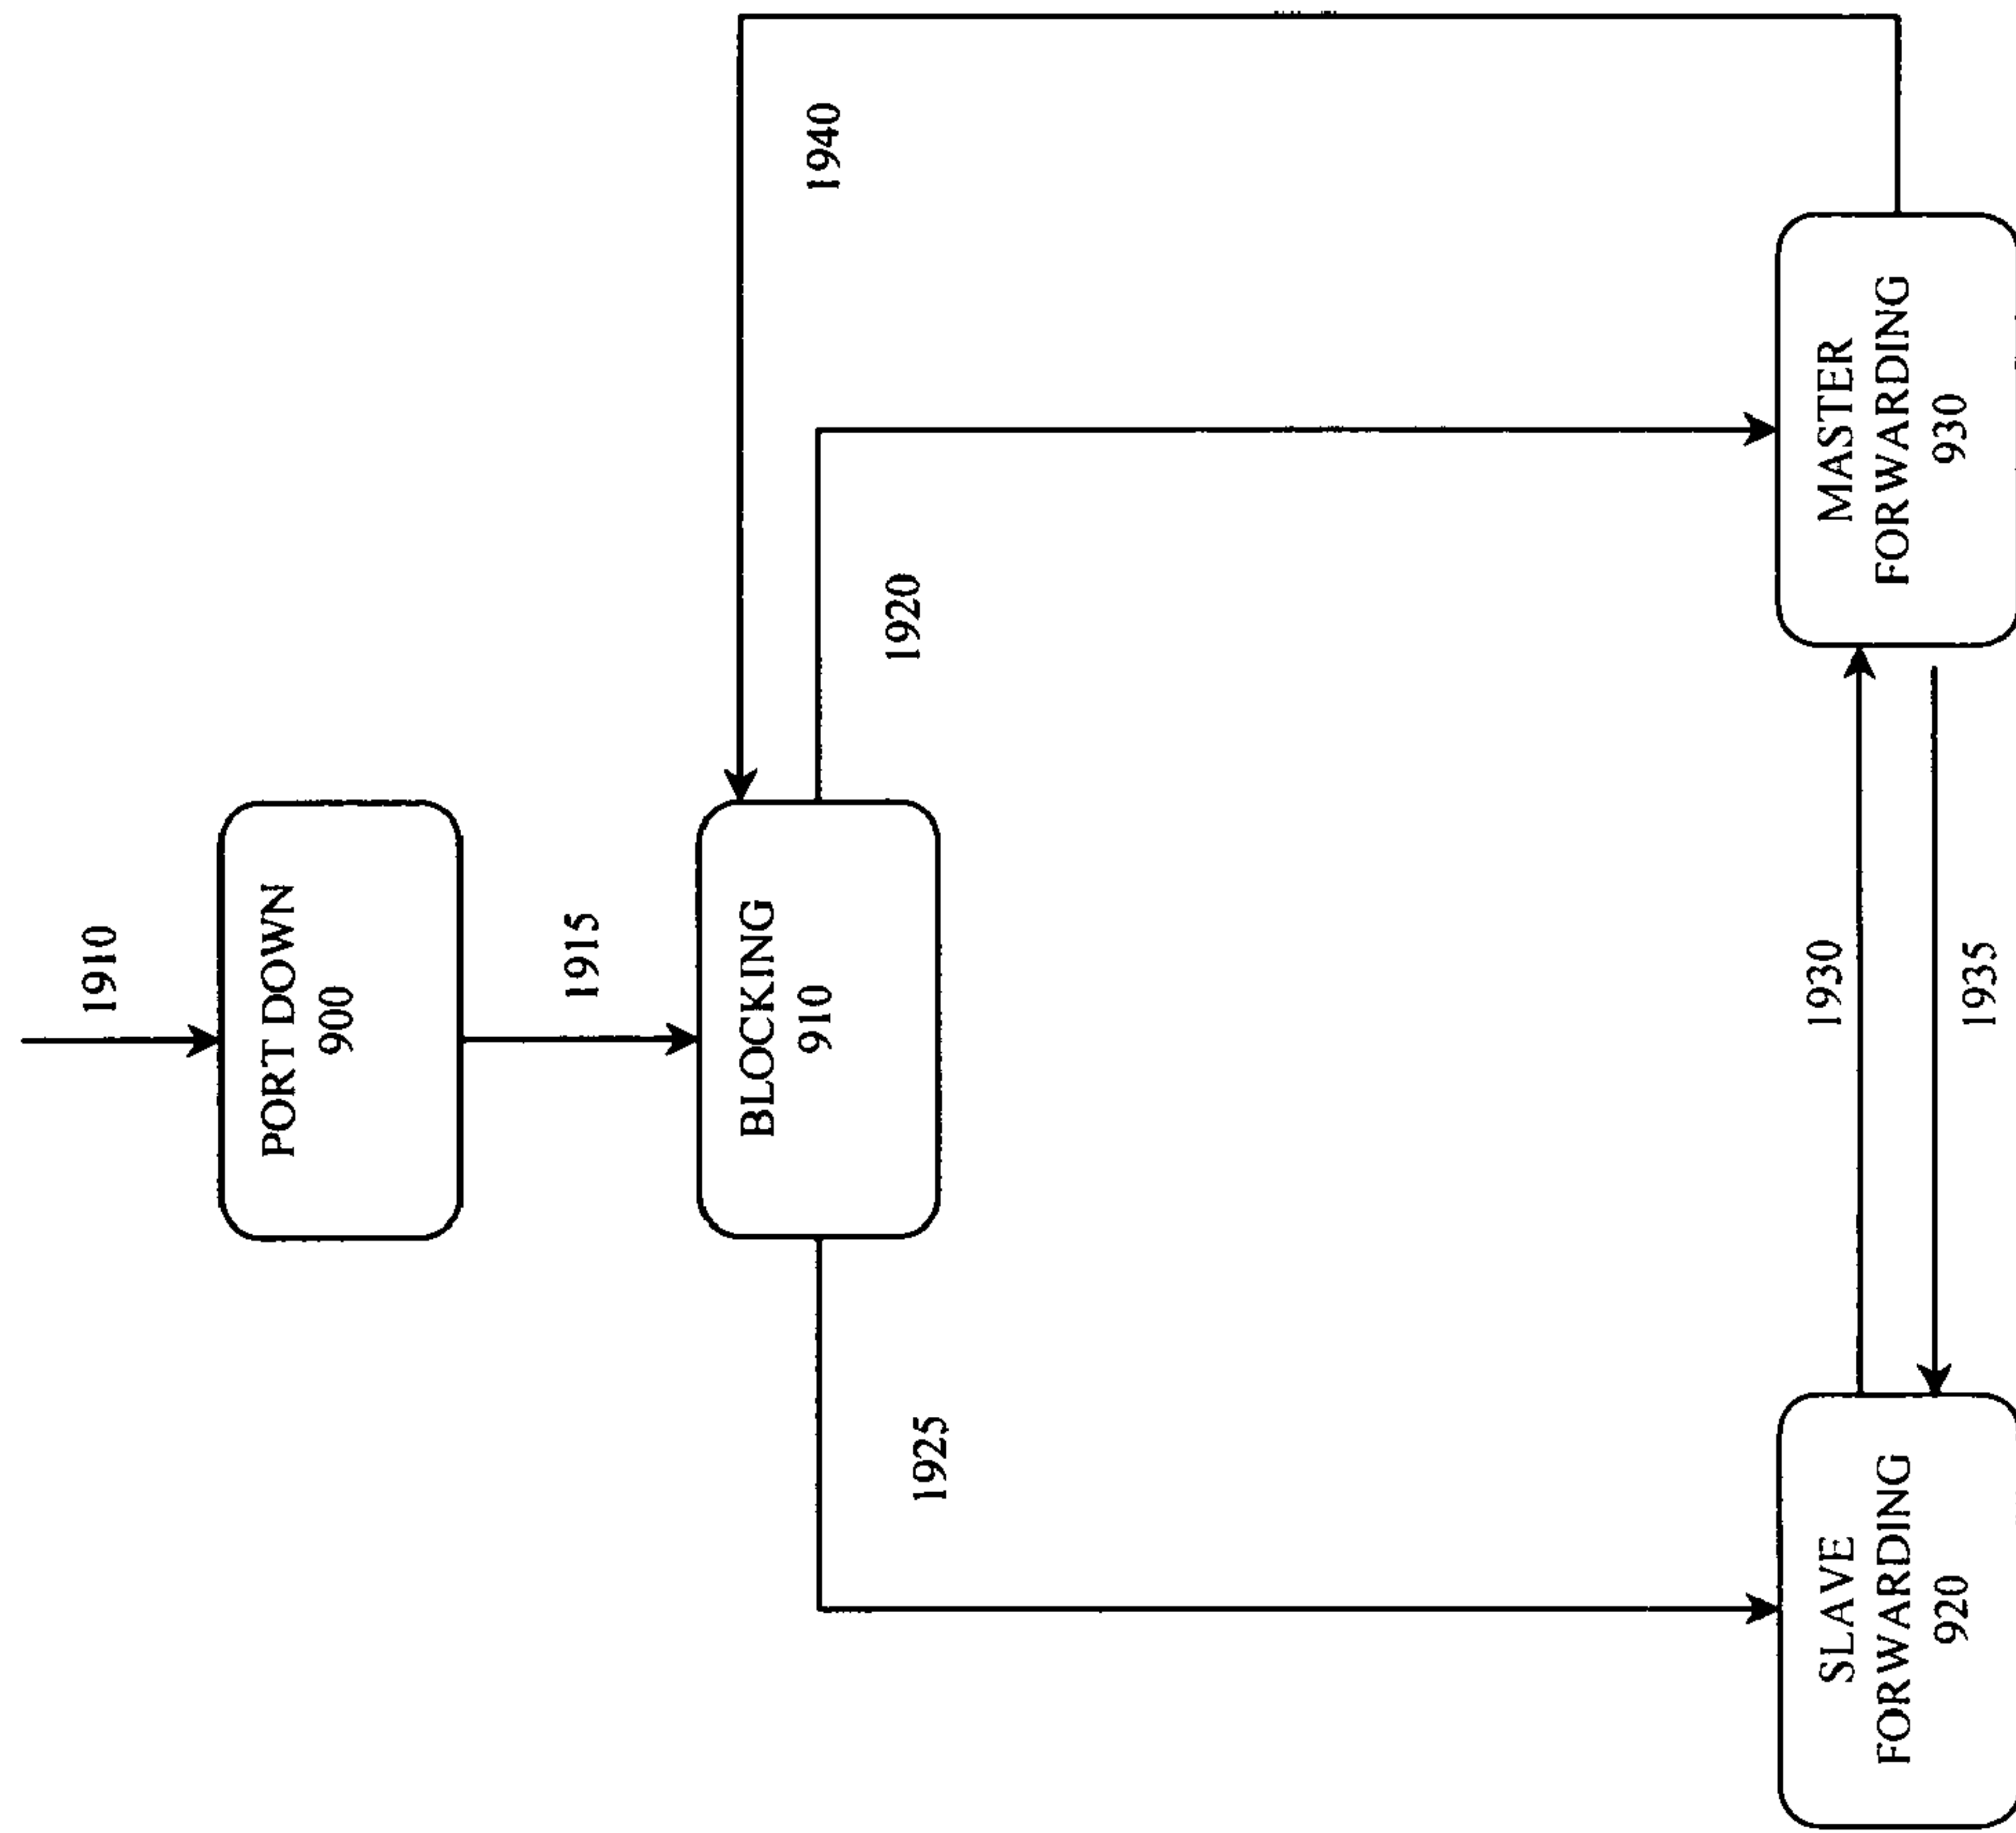 1910
PORT DOWN
900
1915
BLOCKING
910
1940
1920
1925
1930
1935
SLAVE
FORWARDING
920
MASTER
FORWARDING
930